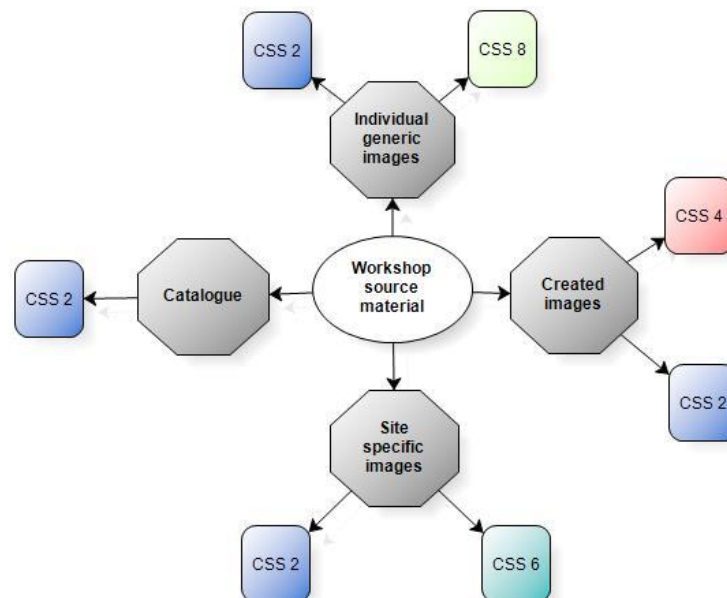 CSS 2
CSS 8
Individual
generic
images
CSS 4
Workshop
source
material
Created
images
Catalogue
CSS 2
CSS 2
Site
specific
images
CSS 2
CSS 6